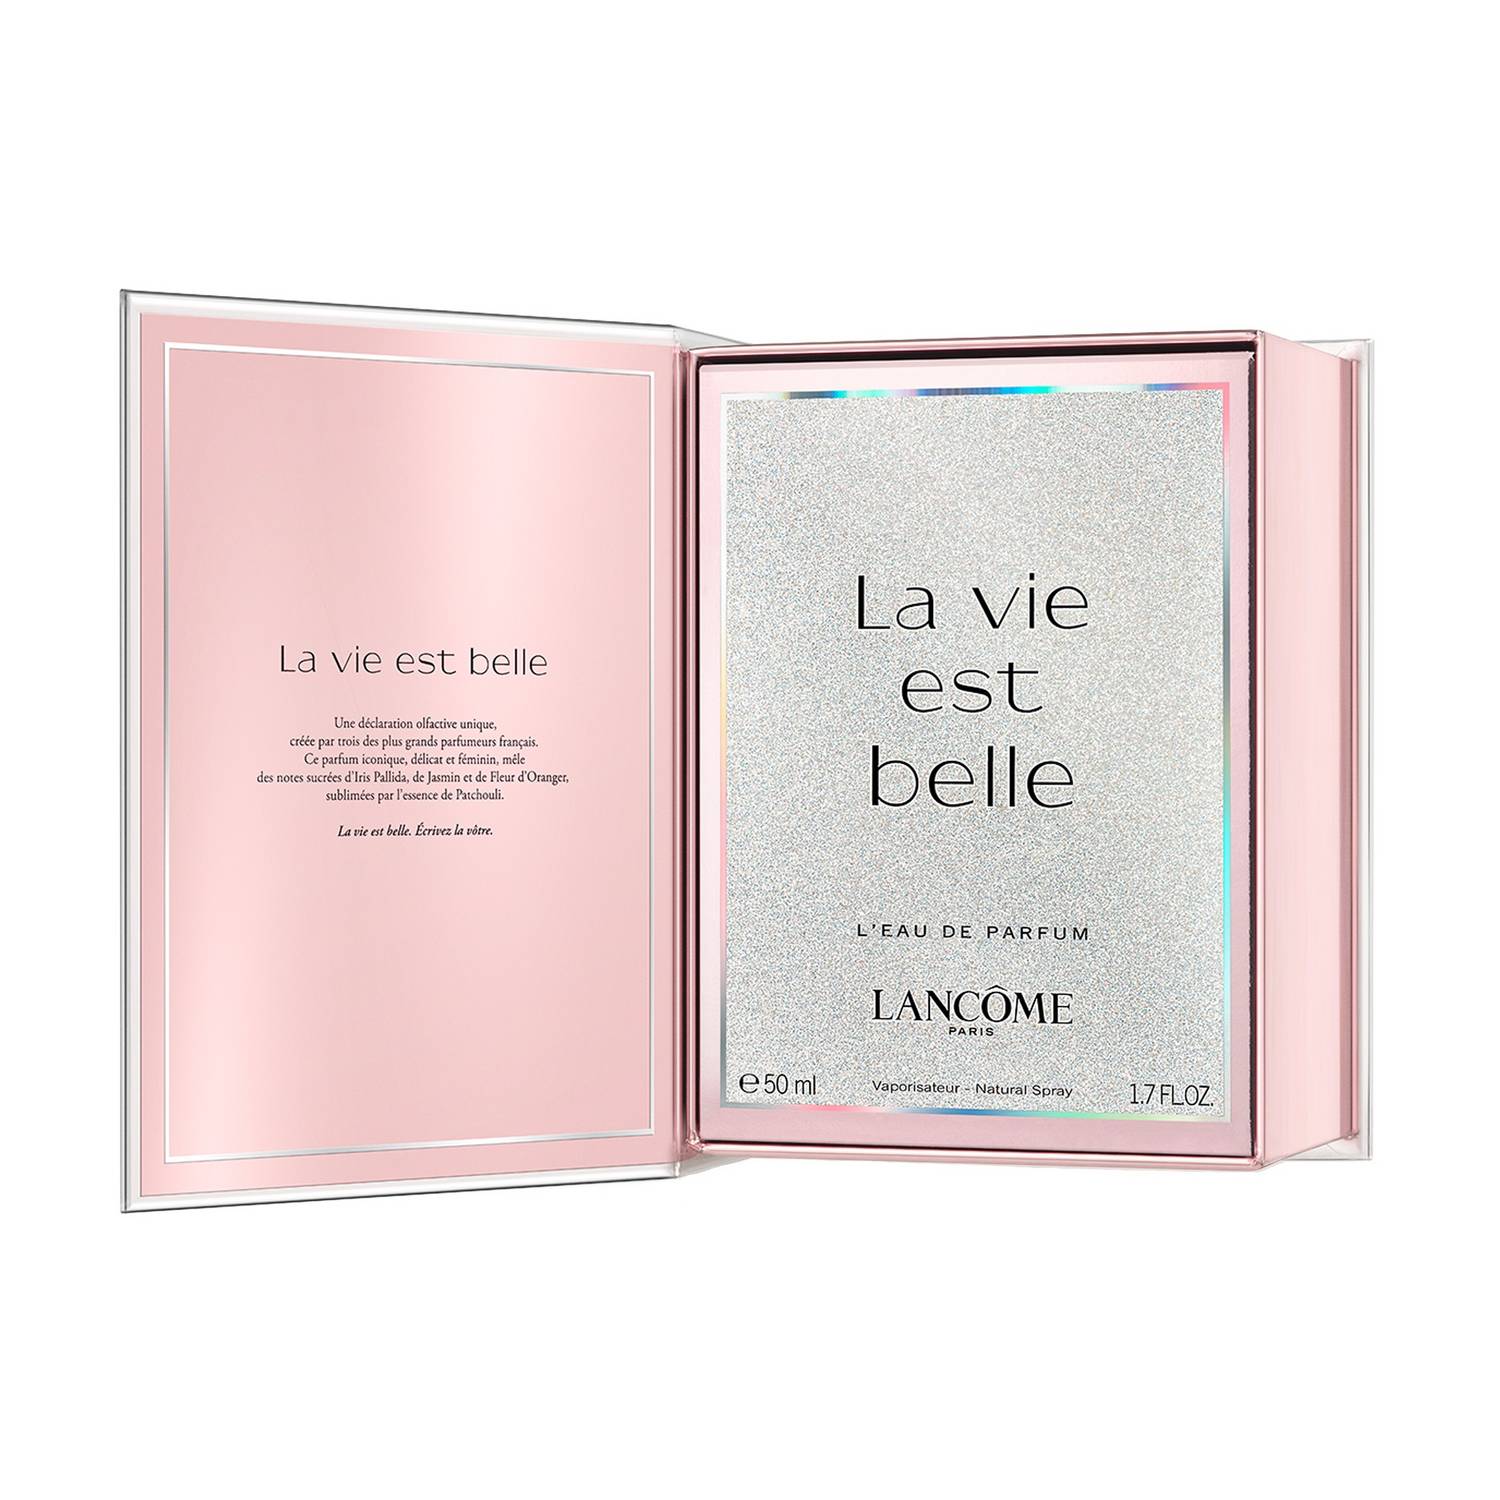 La vie est belle
Une déclaration olfactive unique,
créée par trois des plus grands parfumeurs français.
Ce parfum iconique, délicat et féminin, mêle
des notes sucrées d'Iris Pallida, de Jasmin et de Fleur d'Oranger,
sublimées par l'essence de Patchouli.
La vie est belle. Écrivez la vôtre.
La vie
est
belle
L'EAU DE PARFUM
LANCÔME
PARIS
℮50 ml
Vaporisateur - Natural Spray
1.7 FL.OZ.